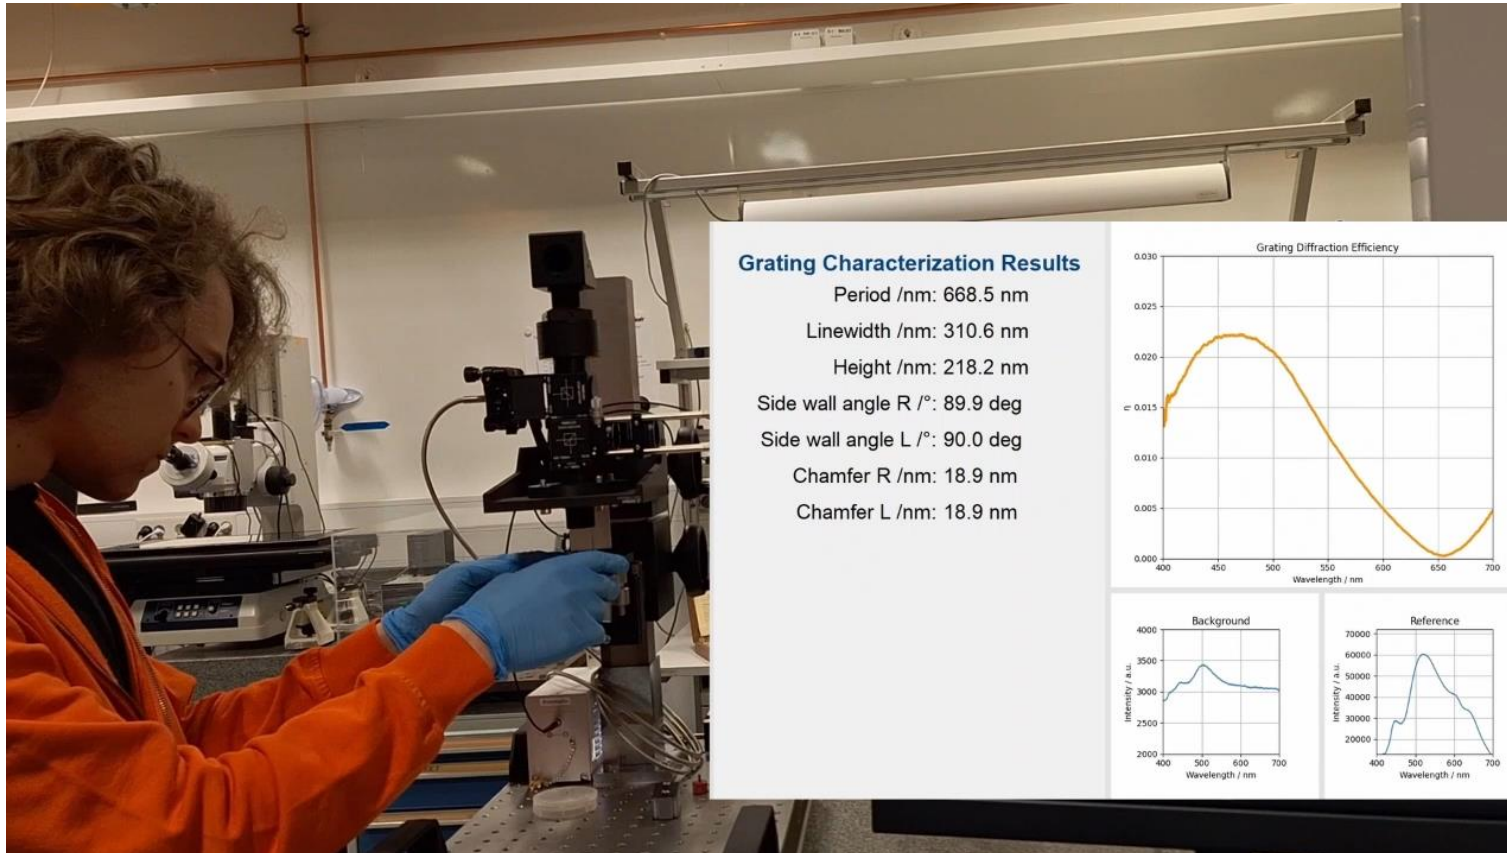 Grating Characterization Results
Period /nm: 668.5 nm
Linewidth /nm: 310.6 nm
Height /nm: 218.2 nm
Side wall angle R /°: 89.9 deg
Side wall angle L /°: 90.0 deg
Chamfer R /nm: 18.9 nm
Chamfer L /nm: 18.9 nm
Grating Diffraction Efficiency
0.030
0.025
0.020
0.015
0.010
0.005
0.000
η
400 450 500 550 600 650 700
Wavelength / nm
Background
4000
3500
3000
2500
2000
Intensity / a.u.
400 500 600 700
Wavelength / nm
Reference
70000
60000
50000
40000
30000
20000
Intensity / a.u.
400 500 600 700
Wavelength / nm